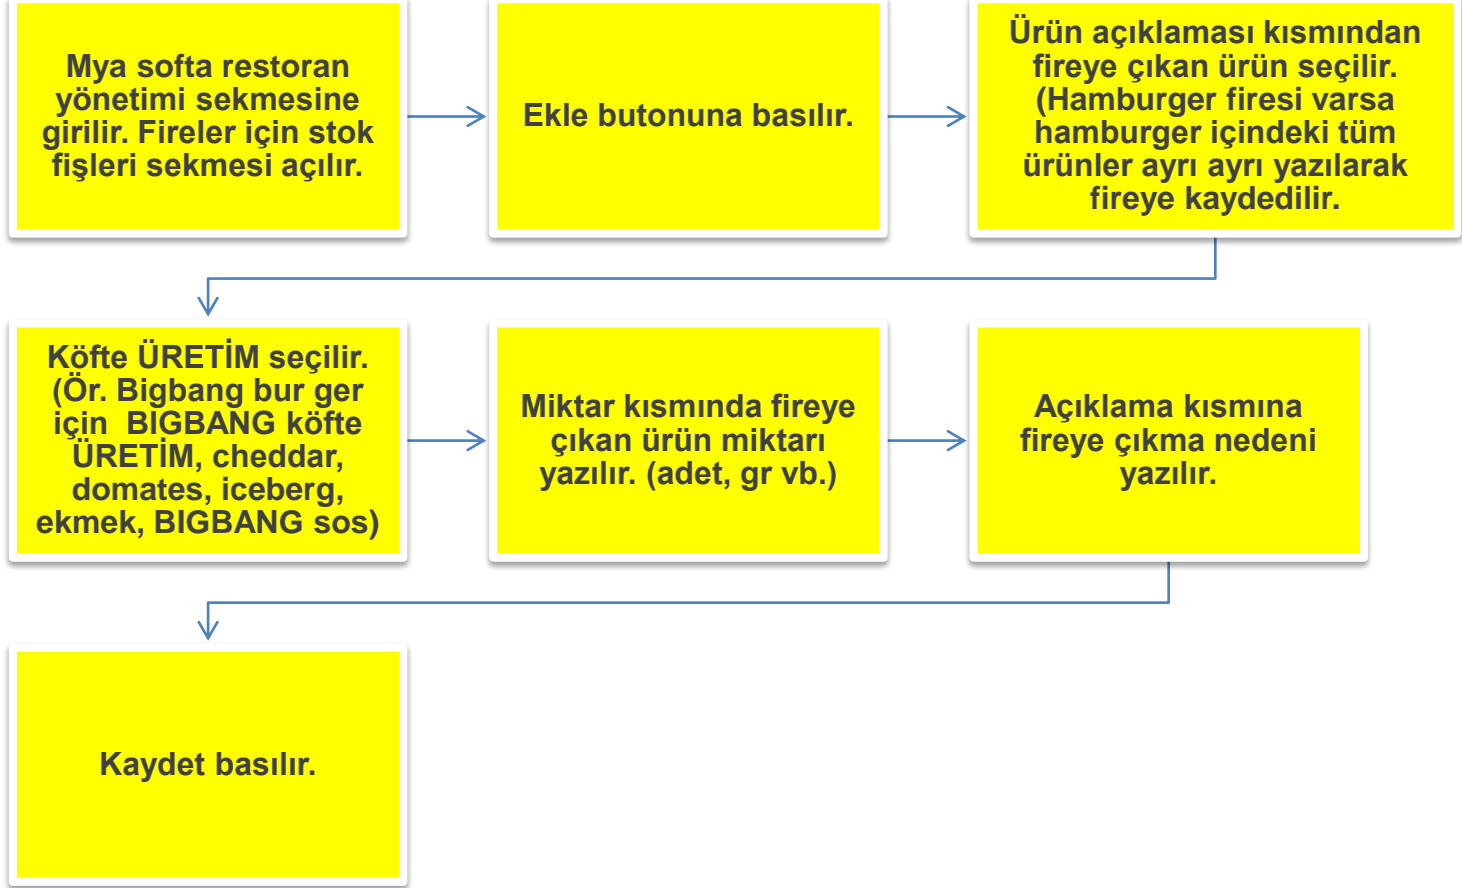 Mya softa restoran
yönetimi sekmesine
girilir. Fireler için stok
fişleri sekmesi açılır.
Ekle butonuna basılır.
Ürün açıklaması kısmından
fireye çıkan ürün seçilir.
(Hamburger firesi varsa
hamburger içindeki tüm
ürünler ayrı ayrı yazılarak
fireye kaydedilir.
Köfte ÜRETİM seçilir.
(Ör. Bigbang bur ger
için  BIGBANG köfte
ÜRETİM, cheddar,
domates, iceberg,
ekmek, BIGBANG sos)
Miktar kısmında fireye
çıkan ürün miktarı
yazılır. (adet, gr vb.)
Açıklama kısmına
fireye çıkma nedeni
yazılır.
Kaydet basılır.